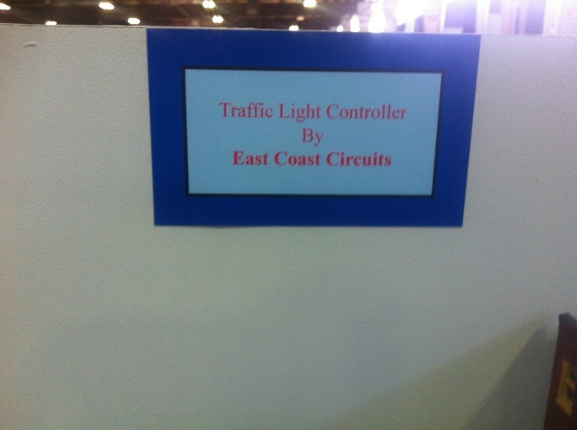 Traffic Light Controller
By
East Coast Circuits